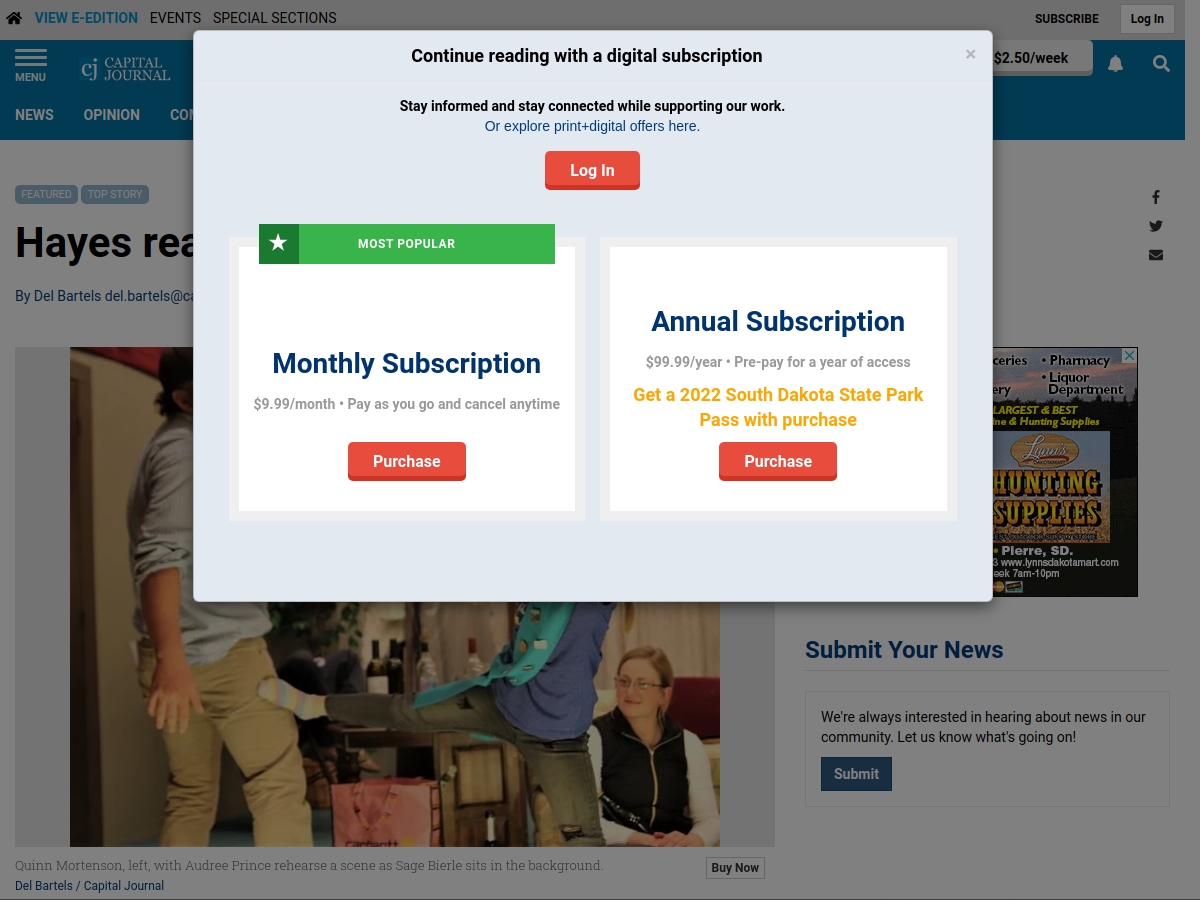 VIEW E-EDITION EVENTS SPECIAL SECTIONS
SUBSCRIBE
Log In
MENU
cj CAPITAL JOURNAL
$2.50/week
NEWS OPINION
Continue reading with a digital subscription
×
Stay informed and stay connected while supporting our work.
Or explore print+digital offers here.
Log In
FEATURED TOP STORY
Hayes rea
By Del Bartels del.bartels@ca
MOST POPULAR
Monthly Subscription
$9.99/month • Pay as you go and cancel anytime
Purchase
Annual Subscription
$99.99/year • Pre-pay for a year of access
Get a 2022 South Dakota State Park
Pass with purchase
Purchase
• Pharmacy
• Liquor
Department
LARGEST & BEST
& Hunting Supplies
Lynn's
DAKOTAMART
HUNTING
SUPPLIES
• Pierre, SD.
www.lynnsdakotamart.com
7am-10pm
Submit Your News
We're always interested in hearing about news in our
community. Let us know what's going on!
Submit
carhartt
Quinn Mortenson, left, with Audree Prince rehearse a scene as Sage Bierle sits in the background.
Buy Now
Del Bartels / Capital Journal